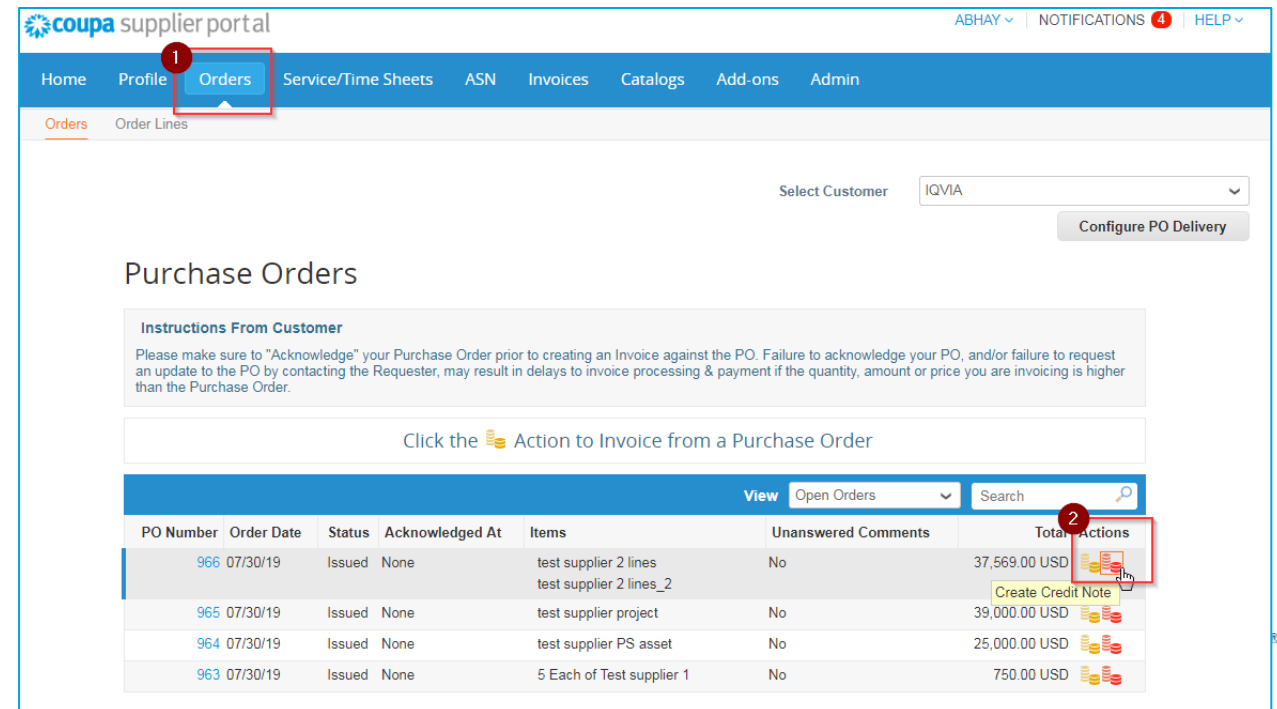 coupa supplier portal
ABHAY NOTIFICATIONS 4 HELP
1
Home Profile Orders Service/Time Sheets ASN Invoices Catalogs Add-ons Admin
Orders Order Lines
Select Customer IQVIA
Configure PO Delivery
Purchase Orders
Instructions From Customer
Please make sure to "Acknowledge" your Purchase Order prior to creating an Invoice against the PO. Failure to acknowledge your PO, and/or failure to request
an update to the PO by contacting the Requester, may result in delays to invoice processing & payment if the quantity, amount or price you are invoicing is higher
than the Purchase Order.
Click the Action to Invoice from a Purchase Order
View Open Orders Search
2
PO Number Order Date Status Acknowledged At Items Unanswered Comments Total Actions
966 07/30/19 Issued None test supplier 2 lines No 37,569.00 USD
test supplier 2 lines_2
Create Credit Note
965 07/30/19 Issued None test supplier project No 39,000.00 USD
964 07/30/19 Issued None test supplier PS asset No 25,000.00 USD
963 07/30/19 Issued None 5 Each of Test supplier 1 No 750.00 USD